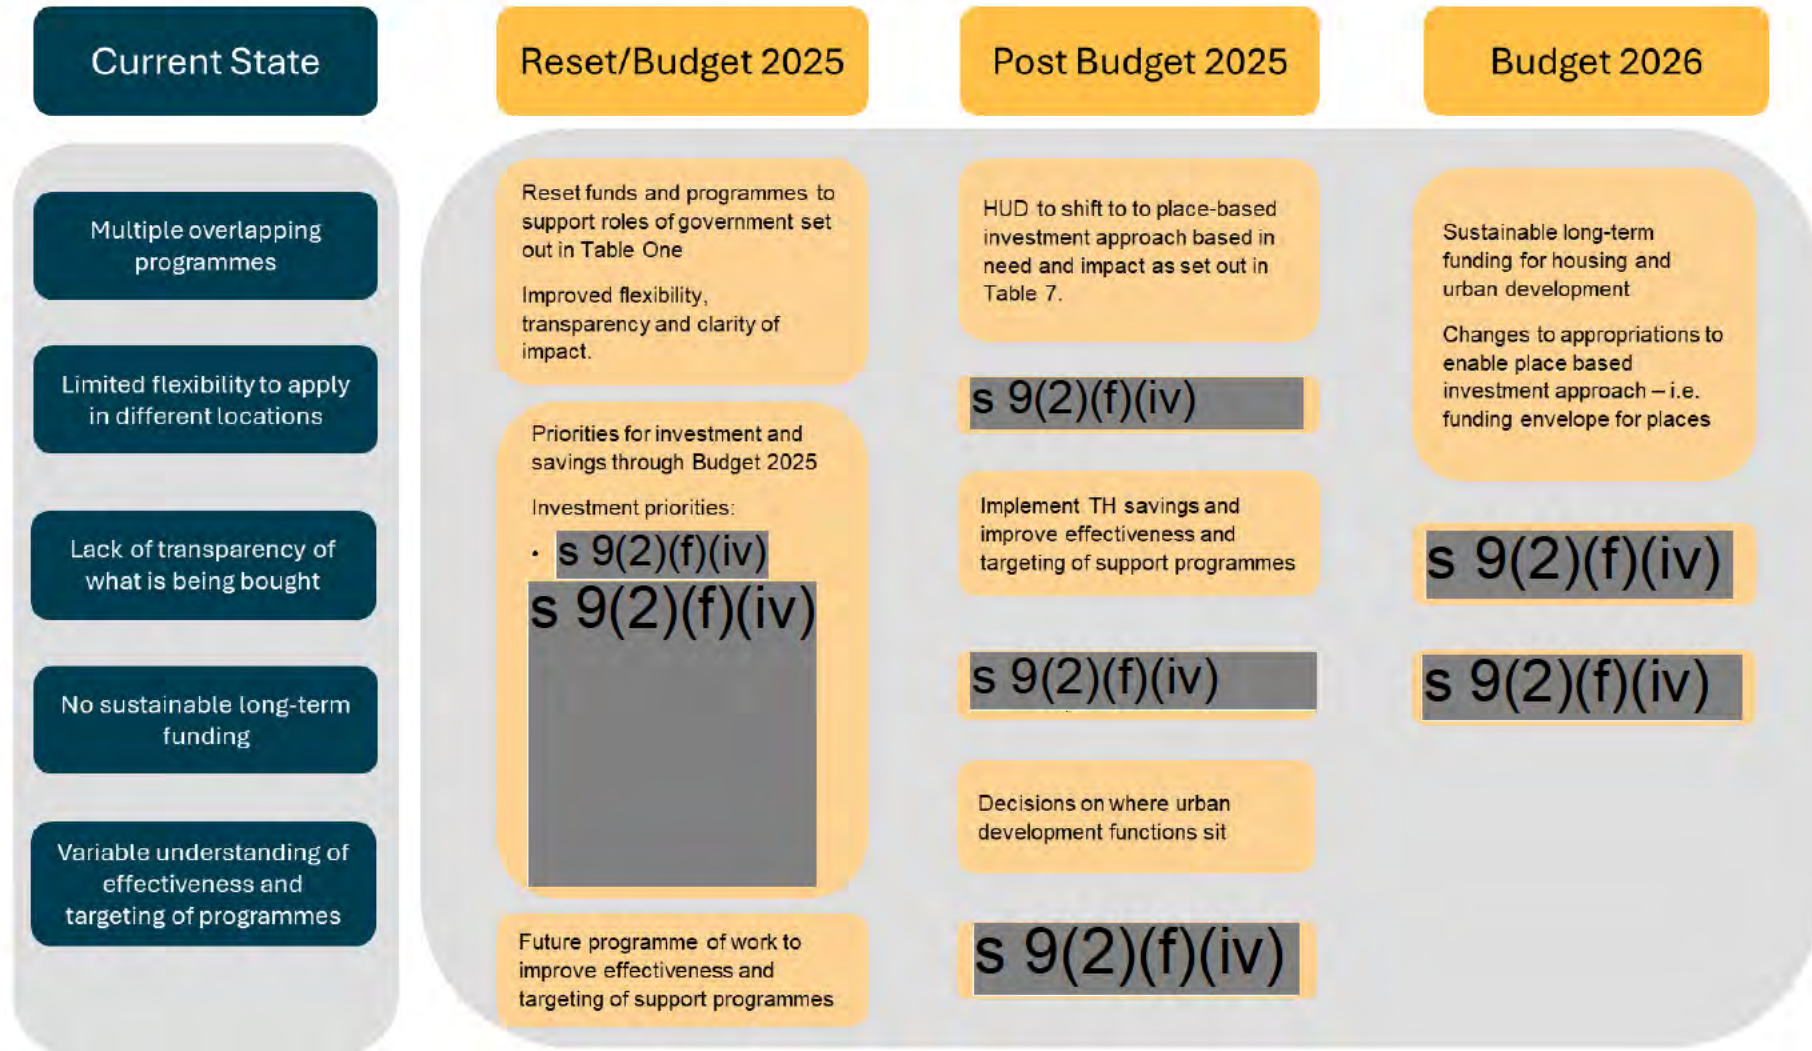 Current State
Multiple overlapping
programmes
Limited flexibility to apply
in different locations
Lack of transparency of
what is being bought
No sustainable long-term
funding
Variable understanding of
effectiveness and
targeting of programmes
Reset/Budget 2025
Reset funds and programmes to
support roles of government set
out in Table One
Improved flexibility,
transparency and clarity of
impact.
Priorities for investment and
savings through Budget 2025
Investment priorities:
• s 9(2)(f)(iv)
s 9(2)(f)(iv)
Future programme of work to
improve effectiveness and
targeting of support programmes
Post Budget 2025
HUD to shift to to place-based
investment approach based in
need and impact as set out in
Table 7.
s 9(2)(f)(iv)
Implement TH savings and
improve effectiveness and
targeting of support programmes
s 9(2)(f)(iv)
Decisions on where urban
development functions sit
s 9(2)(f)(iv)
Budget 2026
Sustainable long-term
funding for housing and
urban development
Changes to appropriations to
enable place based
investment approach – i.e.
funding envelope for places
s 9(2)(f)(iv)
s 9(2)(f)(iv)